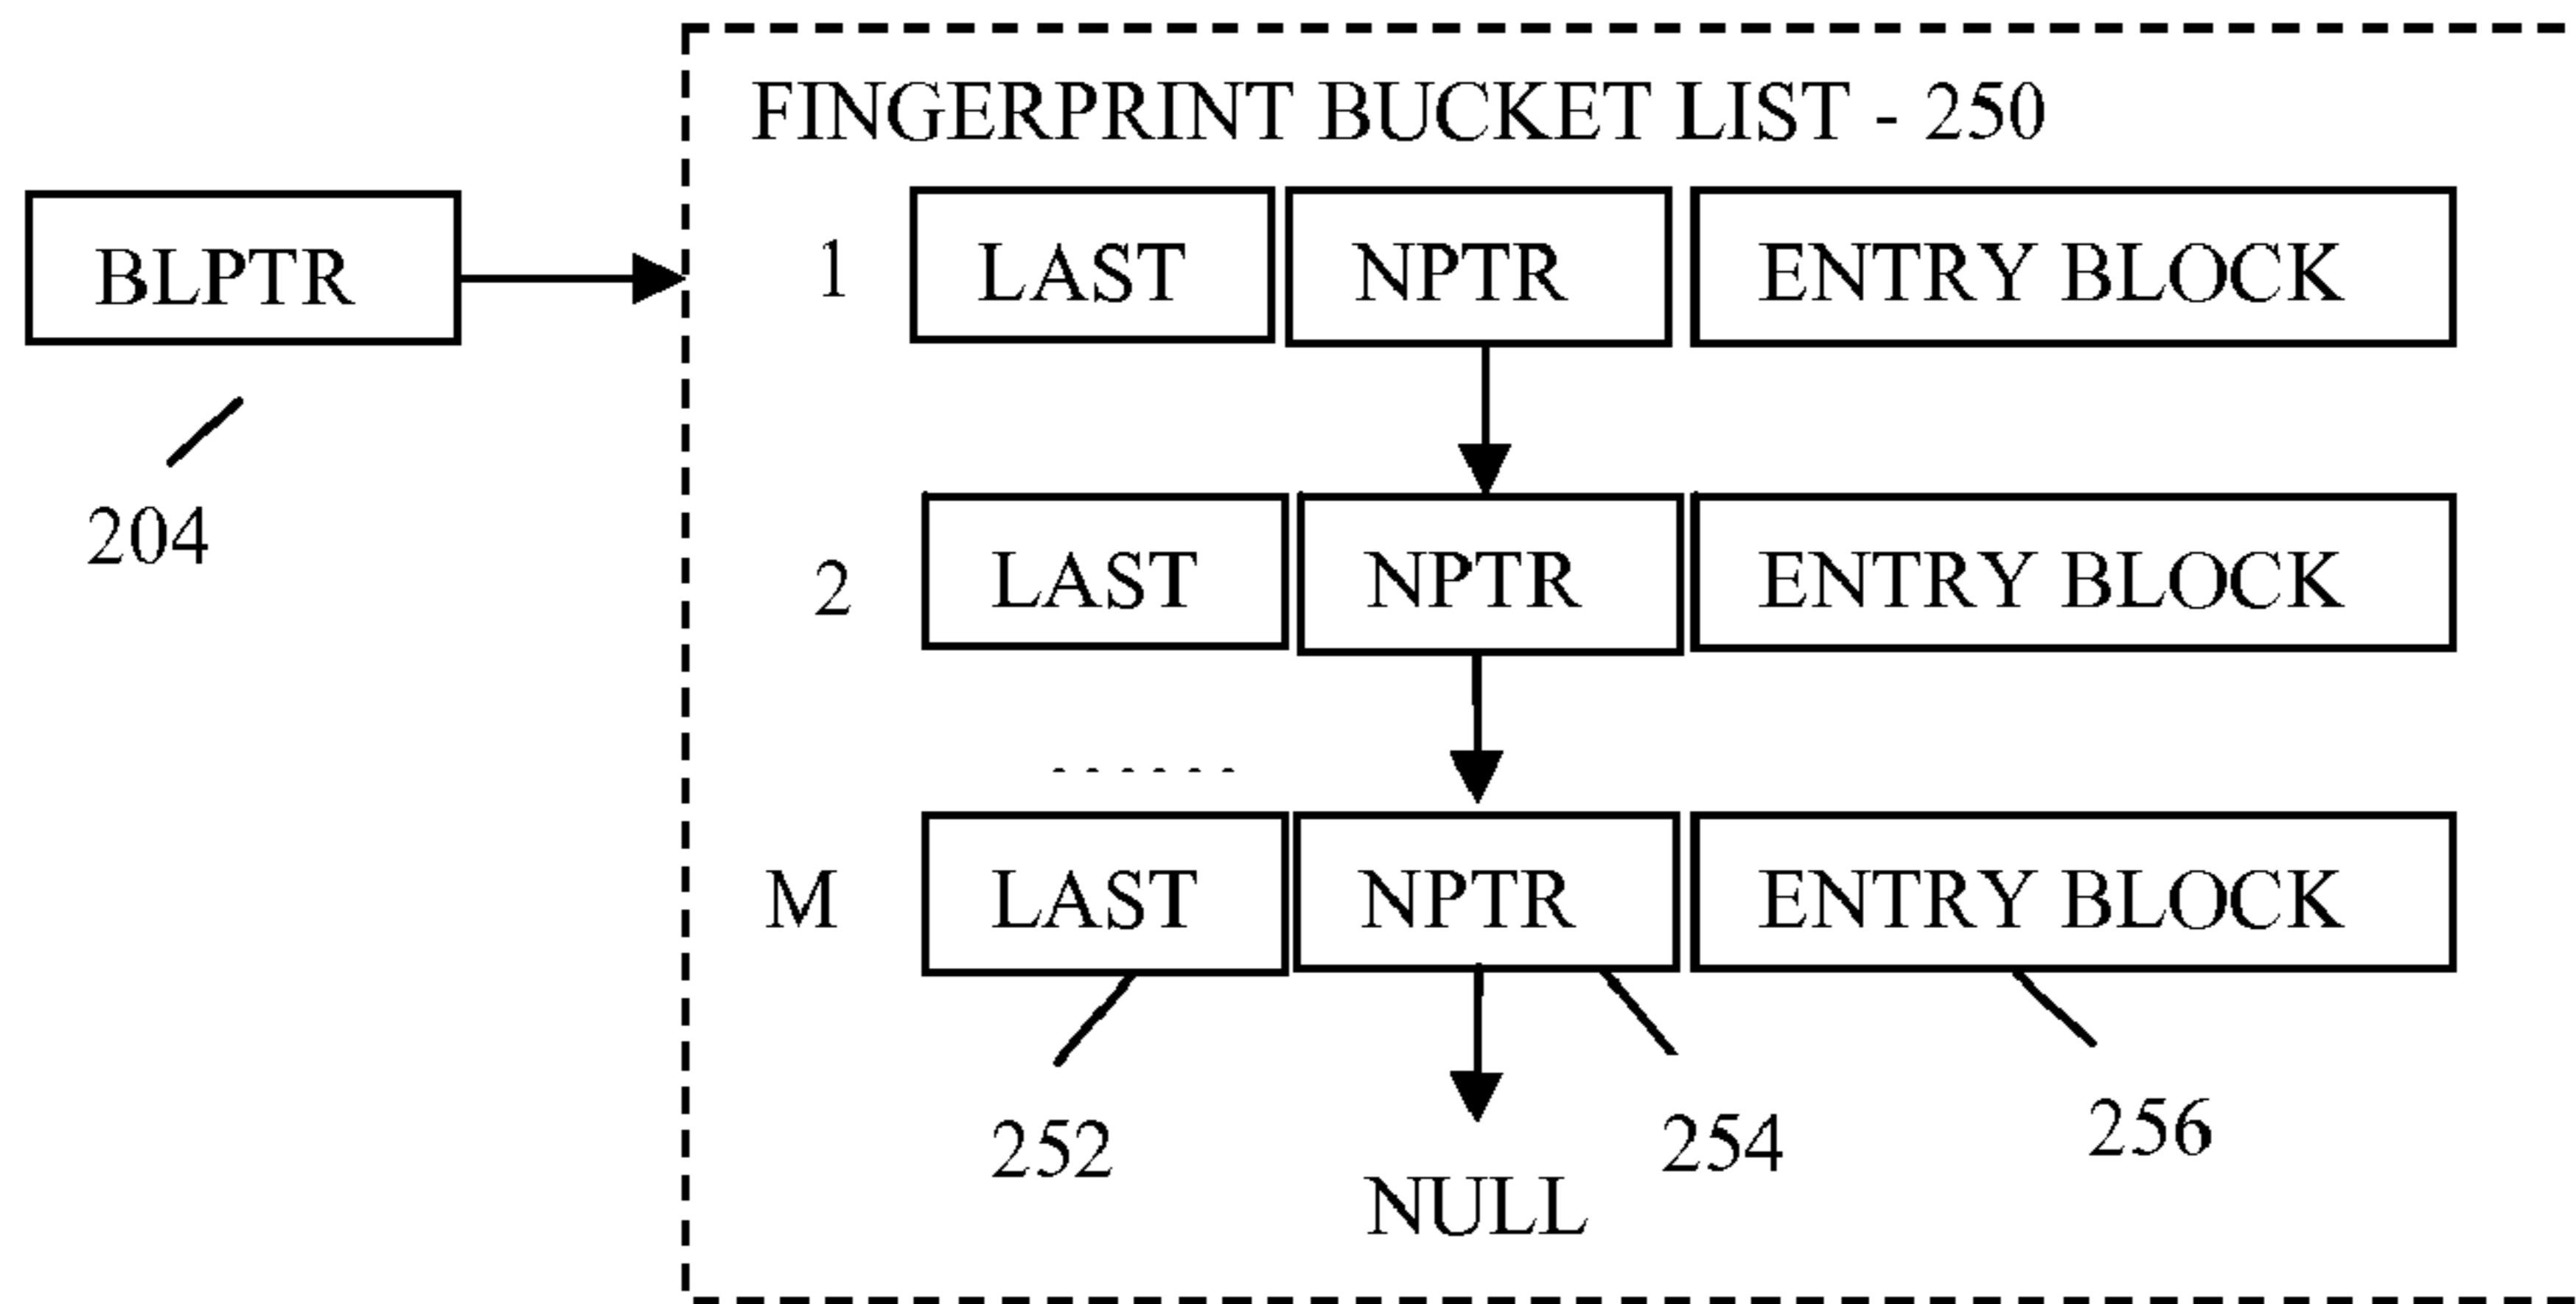 FINGERPRINT BUCKET LIST - 250
BLPTR
204
1 LAST NPTR ENTRY BLOCK
2 LAST NPTR ENTRY BLOCK
......
M LAST NPTR ENTRY BLOCK
252
254
256
NULL